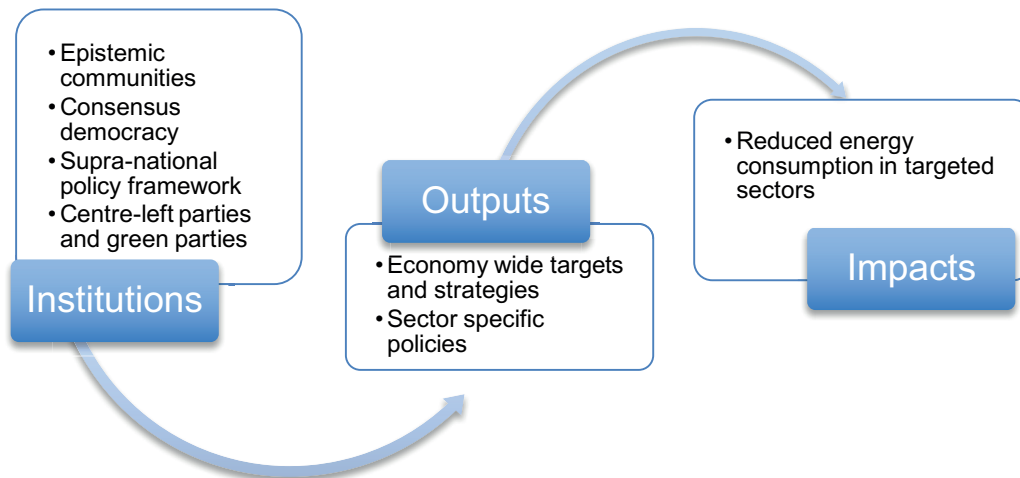 • Epistemic
communities
• Consensus
democracy
• Supra-national
policy framework
• Centre-left parties
and green parties
Institutions
Outputs
• Economy wide targets
and strategies
• Sector specific
policies
• Reduced energy
consumption in targeted
sectors
Impacts